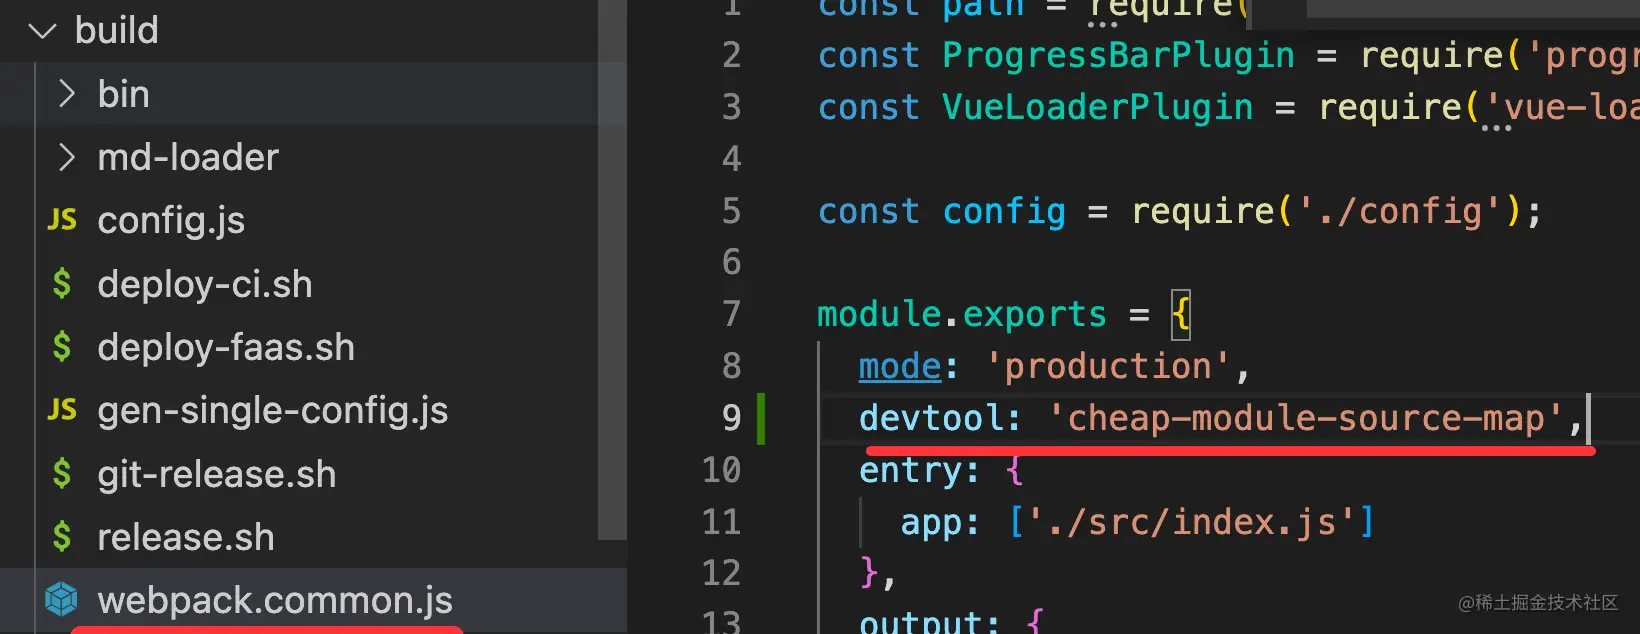 build
bin
md-loader
JS config.js
$ deploy-ci.sh
$ deploy-faas.sh
JS gen-single-config.js
$ git-release.sh
$ release.sh
webpack.common.js
1 const path = require(
2 const ProgressBarPlugin = require('progr
3 const VueLoaderPlugin = require('vue-loa
4
5 const config = require('./config');
6
7 module.exports = {
8 mode: 'production',
9 devtool: 'cheap-module-source-map',
10 entry: {
11 app: ['./src/index.js']
12 },
13 output: {
@稀土掘金技术社区